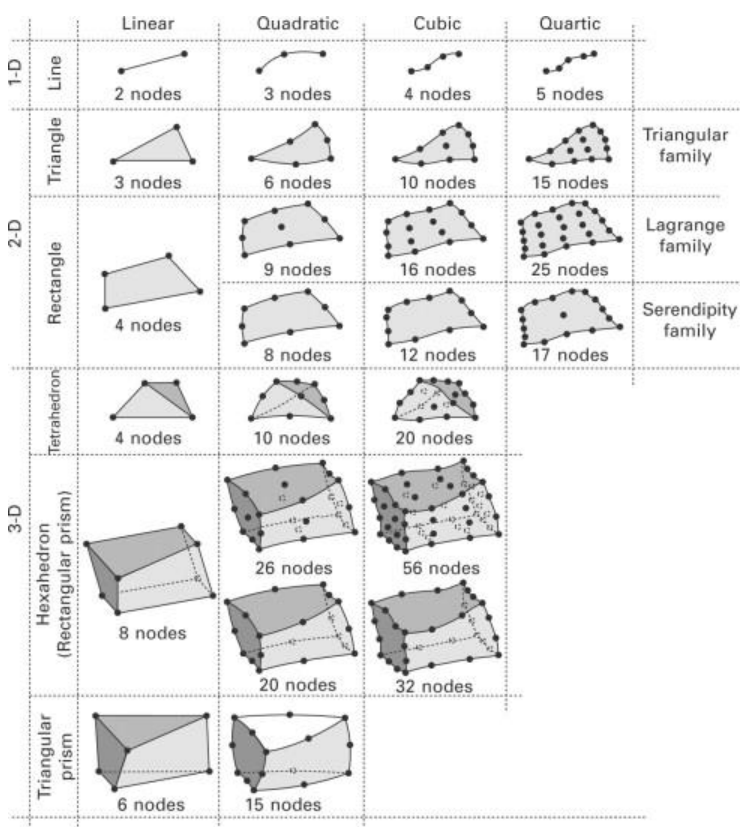 Linear Quadratic Cubic Quartic
1-D
Line
2 nodes 3 nodes 4 nodes 5 nodes
2-D
Triangle
3 nodes 6 nodes 10 nodes 15 nodes
Triangular
family
Rectangle
4 nodes
9 nodes 16 nodes 25 nodes
Lagrange
family
8 nodes 12 nodes 17 nodes
Serendipity
family
3-D
Tetrahedron
4 nodes 10 nodes 20 nodes
Hexahedron
(Rectangular prism)
8 nodes
26 nodes 56 nodes
20 nodes 32 nodes
Triangular
prism
6 nodes 15 nodes